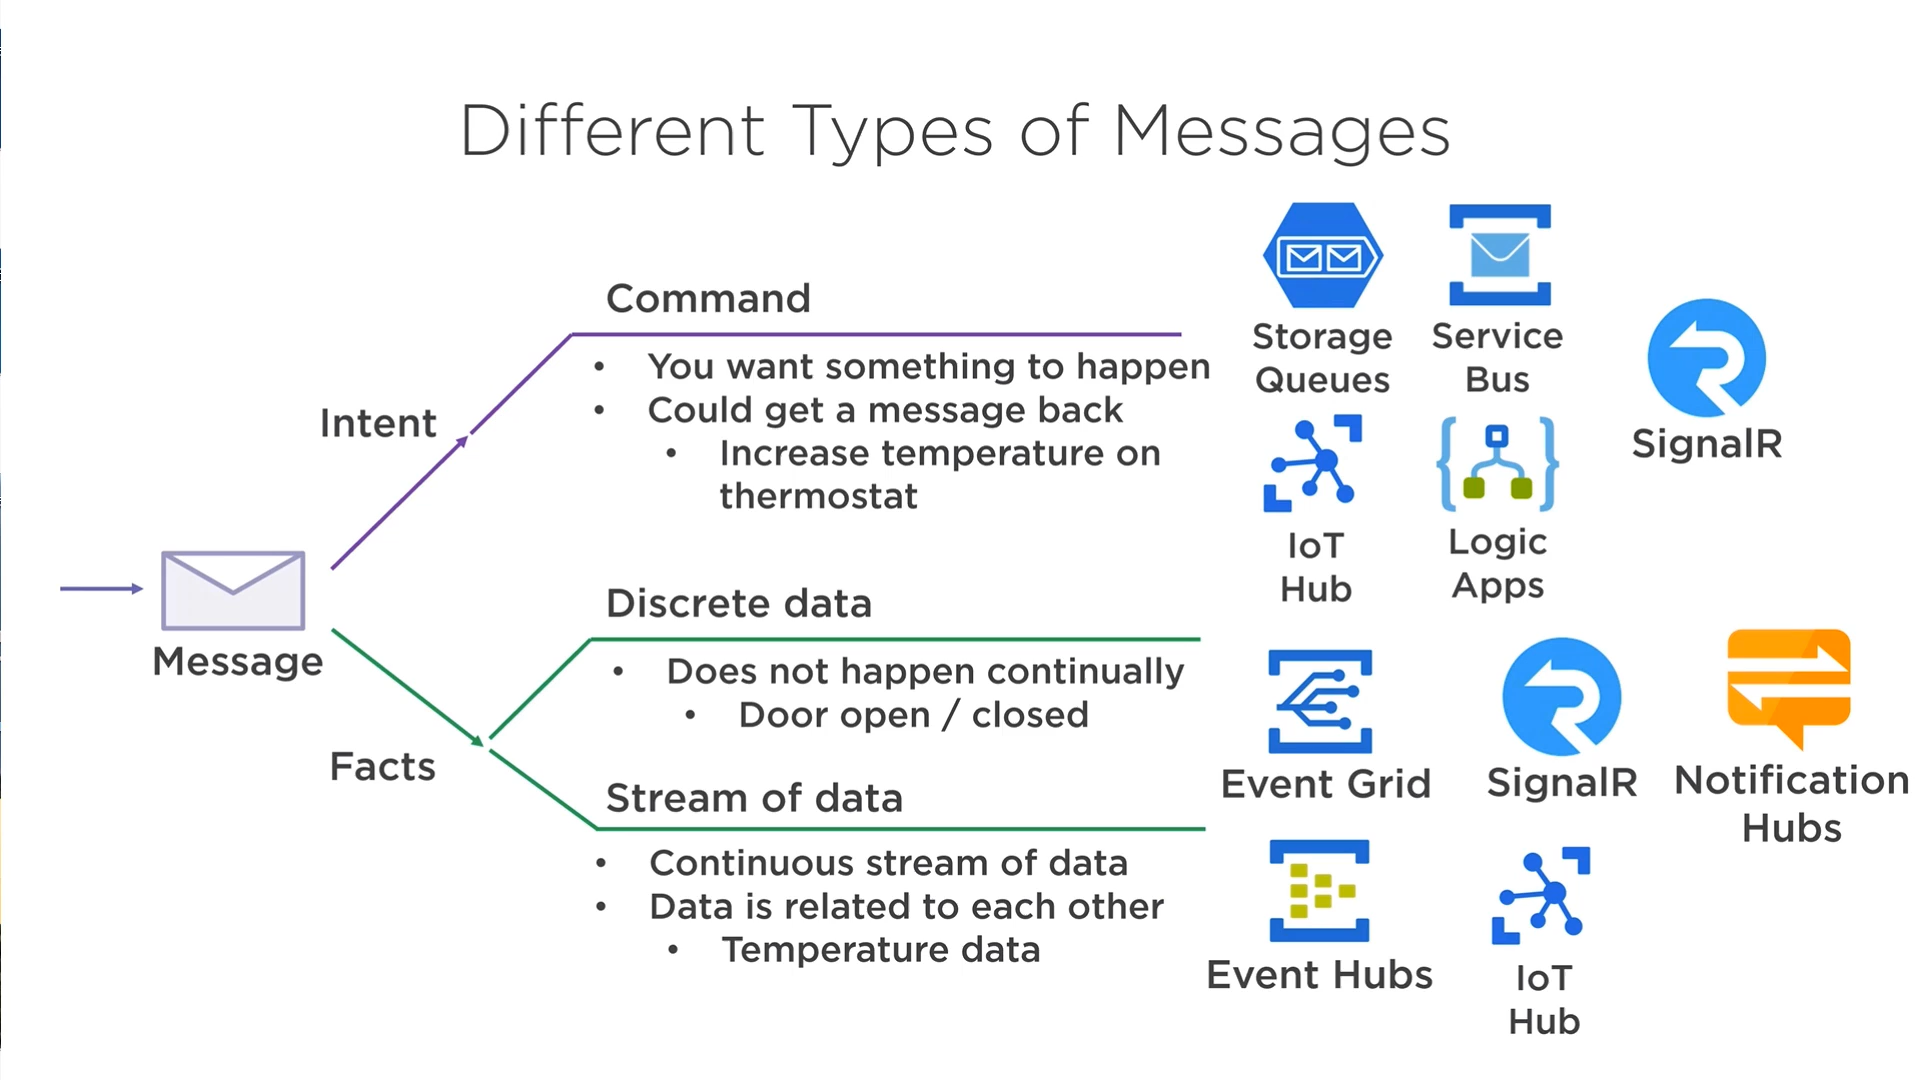 Different Types of Messages
Command
• You want something to happen
• Could get a message back
• Increase temperature on
thermostat
Intent
Storage
Queues
Service
Bus
SignalR
IoT
Hub
Logic
Apps
Message
Facts
Discrete data
• Does not happen continually
• Door open / closed
Event Grid
SignalR
Notification
Hubs
Stream of data
• Continuous stream of data
• Data is related to each other
• Temperature data
Event Hubs
IoT
Hub